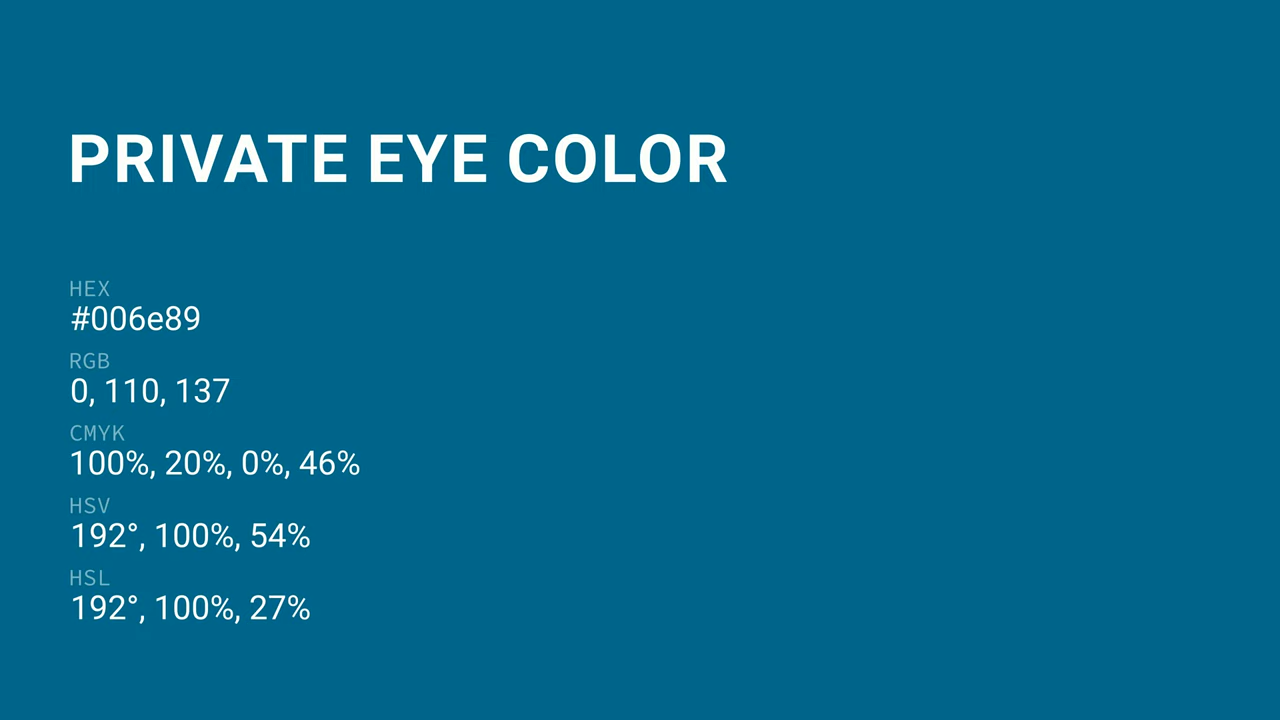 PRIVATE EYE COLOR
HEX
#006e89
RGB
0, 110, 137
CMYK
100%, 20%, 0%, 46%
HSV
192°, 100%, 54%
HSL
192°, 100%, 27%